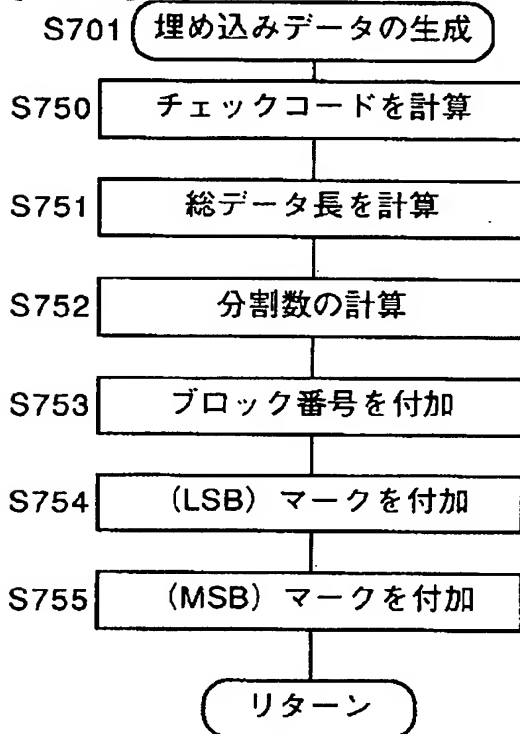 S701 埋め込みデータの生成
S750 チェックコードを計算
S751 総データ長を計算
S752 分割数の計算
S753 ブロック番号を付加
S754 (LSB) マークを付加
S755 (MSB) マークを付加
リターン